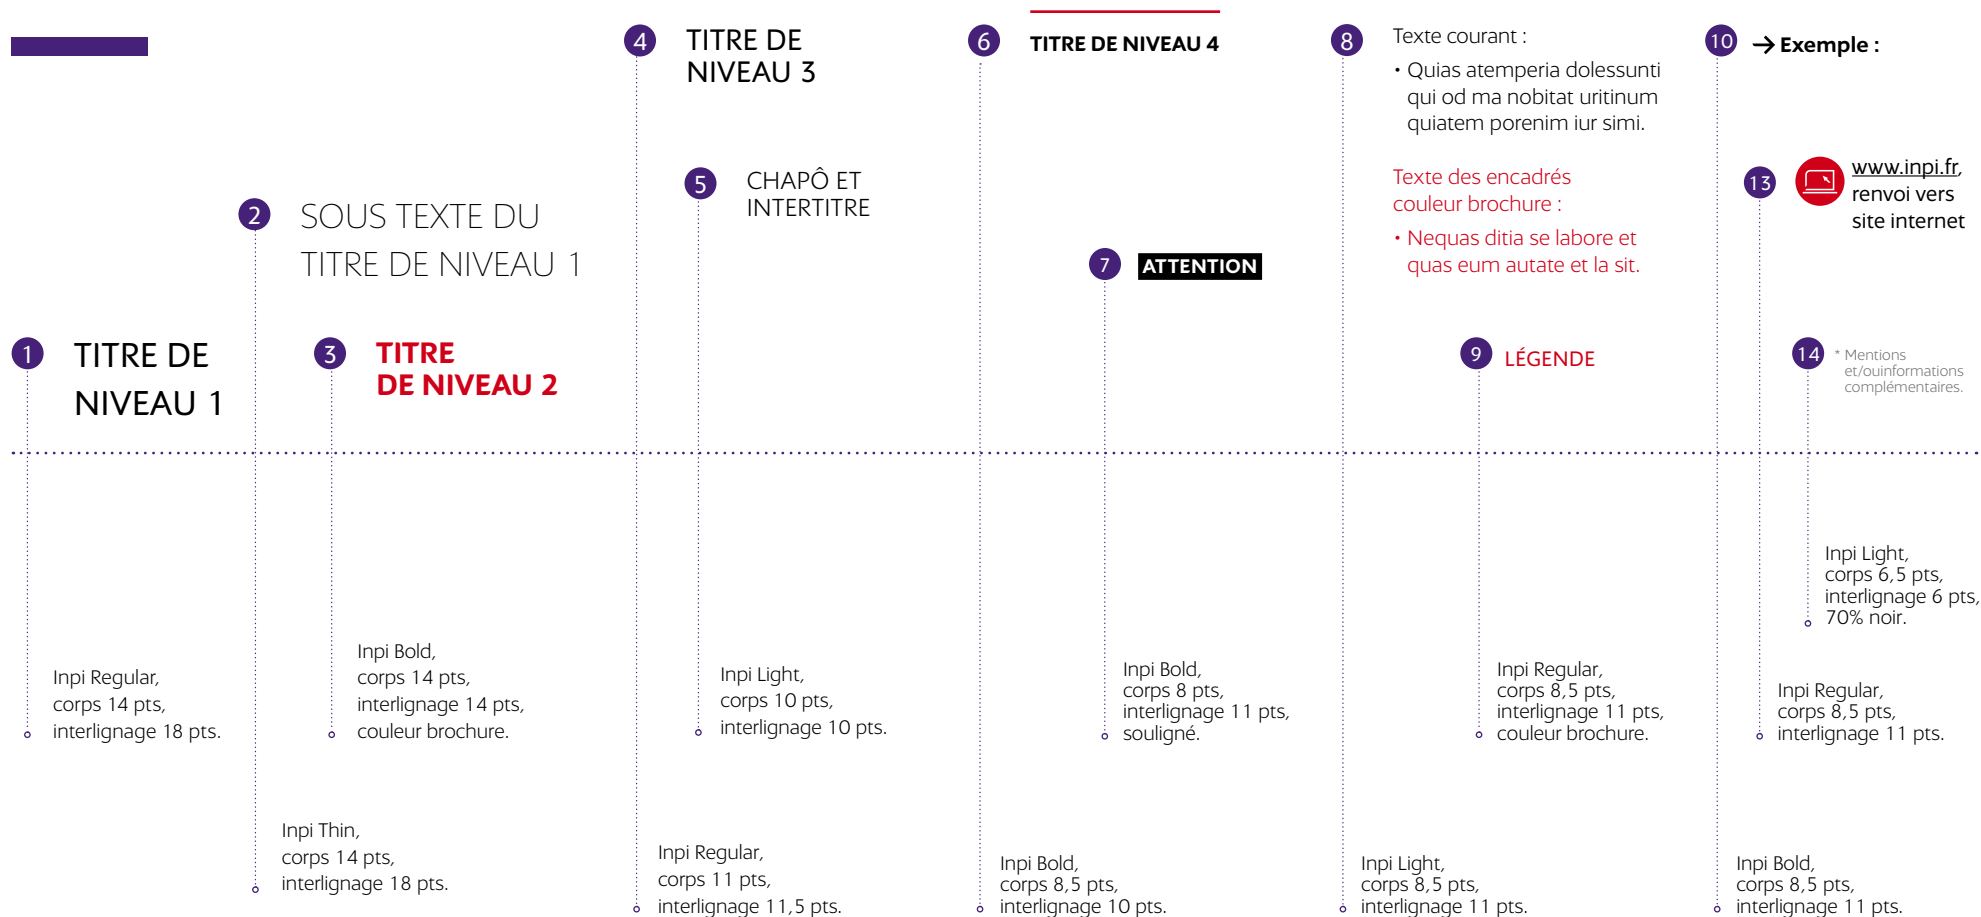 1
TITRE DE
NIVEAU 1
2
SOUS TEXTE DU
TITRE DE NIVEAU 1
3
TITRE
DE NIVEAU 2
4
TITRE DE
NIVEAU 3
5
CHAPÔ ET
INTERTITRE
6
TITRE DE NIVEAU 4
7
ATTENTION
8
Texte courant :
• Quias atemperia dolessunti
qui od ma nobitat uritinum
quiatem porenim iur simi.
Texte des encadrés
couleur brochure :
• Nequas ditia se labore et
quas eum autate et la sit.
9
LÉGENDE
10
→ Exemple :
13
www.inpi.fr,
renvoi vers
site internet
14
* Mentions
et/ouinformations
complémentaires.
Inpi Regular,
corps 14 pts,
interlignage 18 pts.
Inpi Thin,
corps 14 pts,
interlignage 18 pts.
Inpi Bold,
corps 14 pts,
interlignage 14 pts,
couleur brochure.
Inpi Regular,
corps 11 pts,
interlignage 11,5 pts.
Inpi Light,
corps 10 pts,
interlignage 10 pts.
Inpi Bold,
corps 8,5 pts,
interlignage 10 pts.
Inpi Bold,
corps 8 pts,
interlignage 11 pts,
souligné.
Inpi Light,
corps 8,5 pts,
interlignage 11 pts.
Inpi Regular,
corps 8,5 pts,
interlignage 11 pts,
couleur brochure.
Inpi Bold,
corps 8,5 pts,
interlignage 11 pts.
Inpi Regular,
corps 8,5 pts,
interlignage 11 pts.
Inpi Light,
corps 6,5 pts,
interlignage 6 pts,
70% noir.